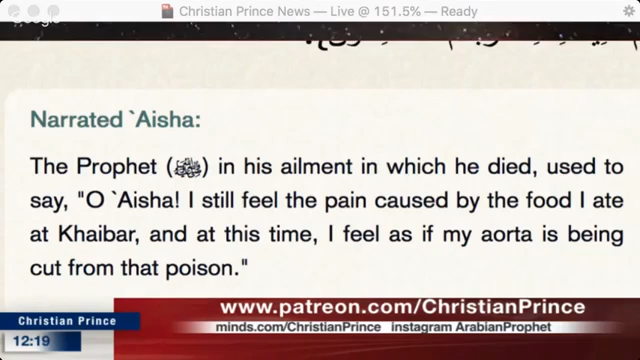 Christian Prince News — Live @ 151.5% — Ready
Narrated `Aisha:
The Prophet (ﷺ) in his ailment in which he died, used to
say, "O `Aisha! I still feel the pain caused by the food I ate
at Khaibar, and at this time, I feel as if my aorta is being
cut from that poison."
www.patreon.com/ChristianPrince
minds.com/ChristianPrince instagram ArabianProphet
Christian Prince
12:19